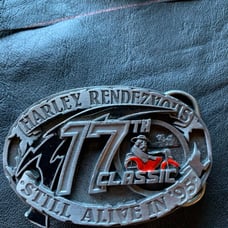 HARLEY RENDEZVOUS
17TH
CLASSIC
STILL ALIVE IN '95